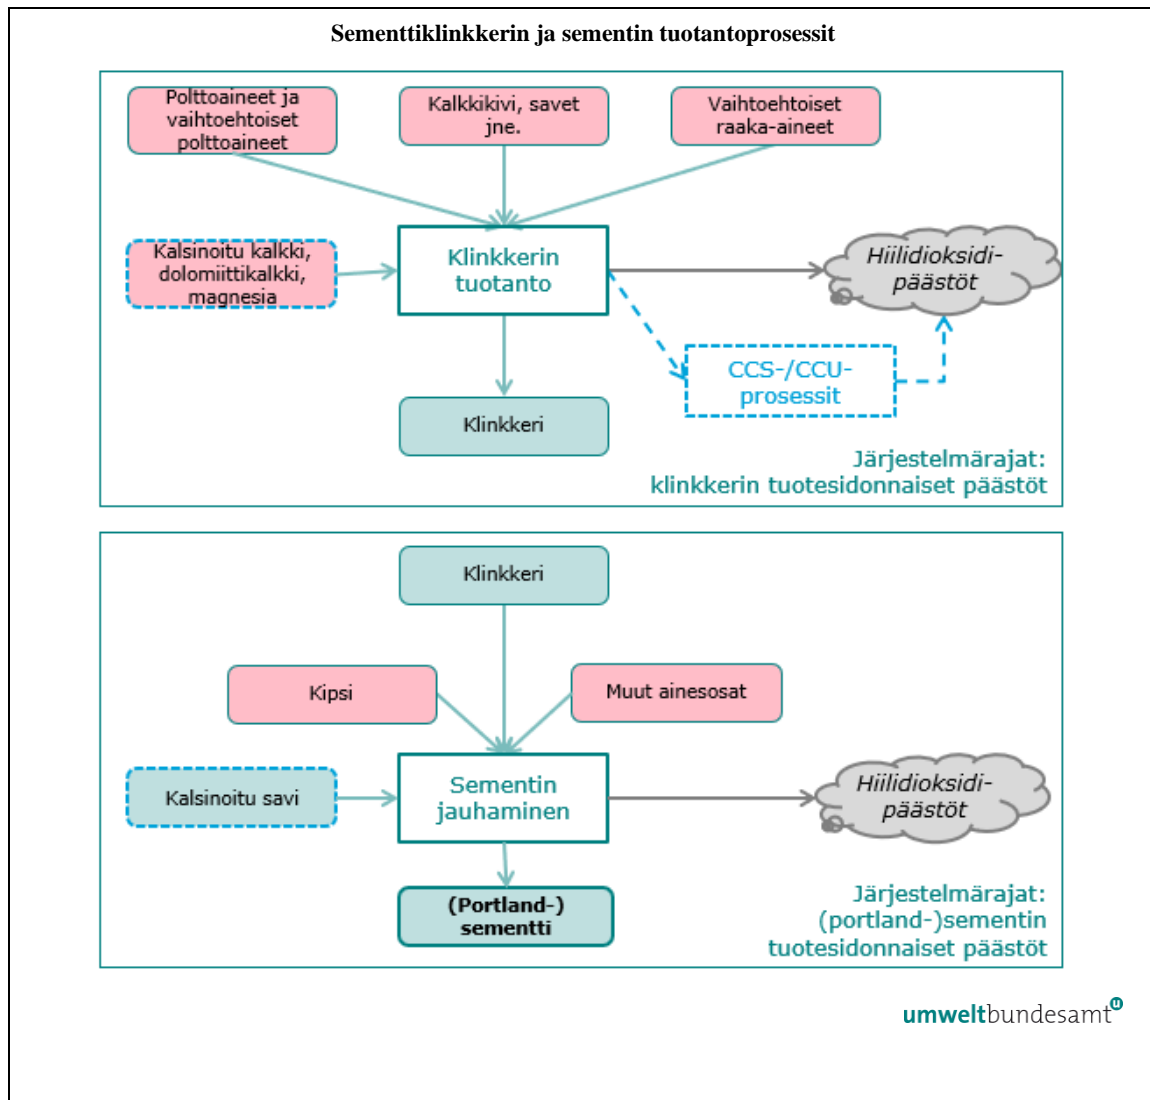 Sementtiklinkkerin ja sementin tuotantoprosessit
Polttoaineet ja
vaihtoehtoiset
polttoaineet
Kalkkikivi, savet
jne.
Vaihtoehtoiset
raaka-aineet
Kalsinoitu kalkki,
dolomiittikalkki,
magnesia
Klinkkerin
tuotanto
Hiilidioksidi-
päästöt
CCS-/CCU-
prosessit
Klinkkeri
Järjestelmärajat:
klinkkerin tuotesidonnaiset päästöt
Klinkkeri
Kipsi
Muut ainesosat
Kalsinoitu savi
Sementin
jauhaminen
Hiilidioksidi-
päästöt
(Portland-)
sementti
Järjestelmärajat:
(portland-)sementin
tuotesidonnaiset päästöt
umweltbundesamt u